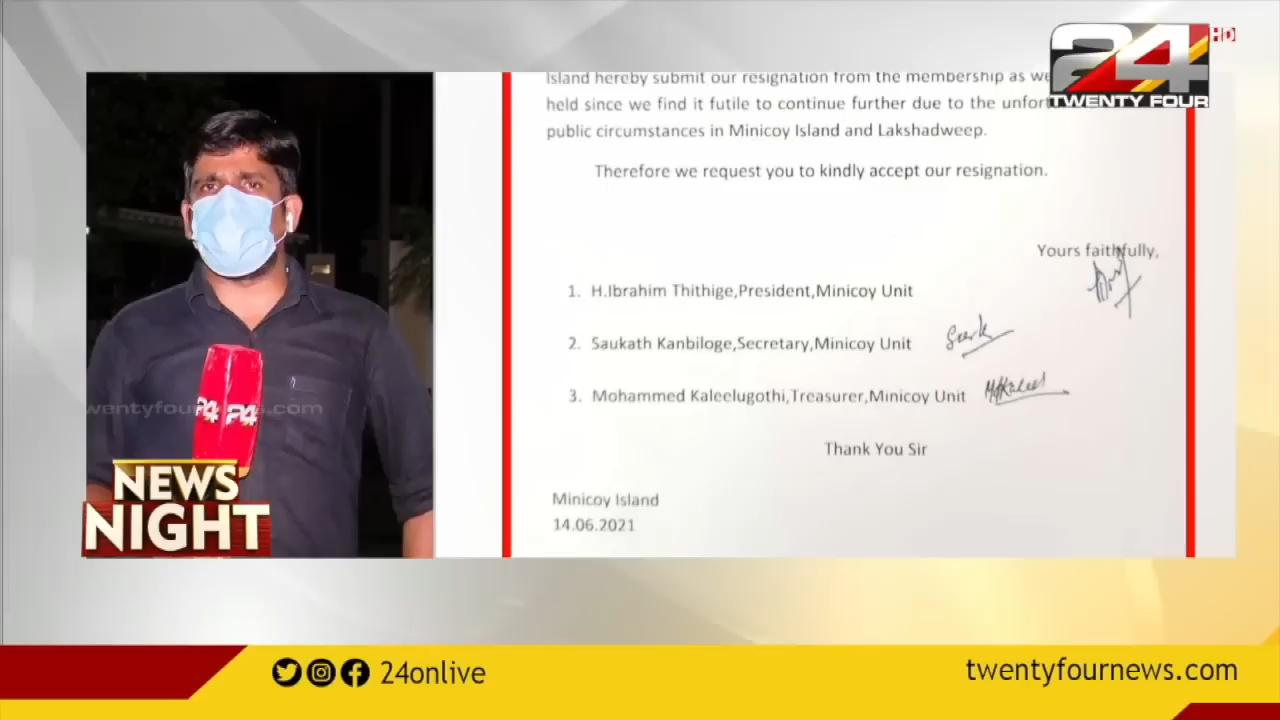 24
HD
TWENTY FOUR
Island hereby submit our resignation from the membership as we
held since we find it futile to continue further due to the unfort
public circumstances in Minicoy Island and Lakshadweep.
Therefore we request you to kindly accept our resignation.
Yours faithfully,
1. H.Ibrahim Thithige,President,Minicoy Unit
2. Saukath Kanbiloge,Secretary,Minicoy Unit
3. Mohammed Kaleelugothi,Treasurer,Minicoy Unit
Thank You Sir
Minicoy Island
14.06.2021
wentyfournews.com
24 24
NEWS
NIGHT
24onlive
twentyfournews.com